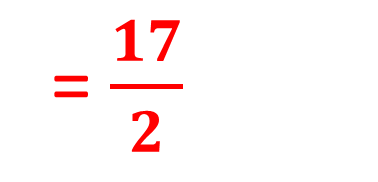 = 17/2